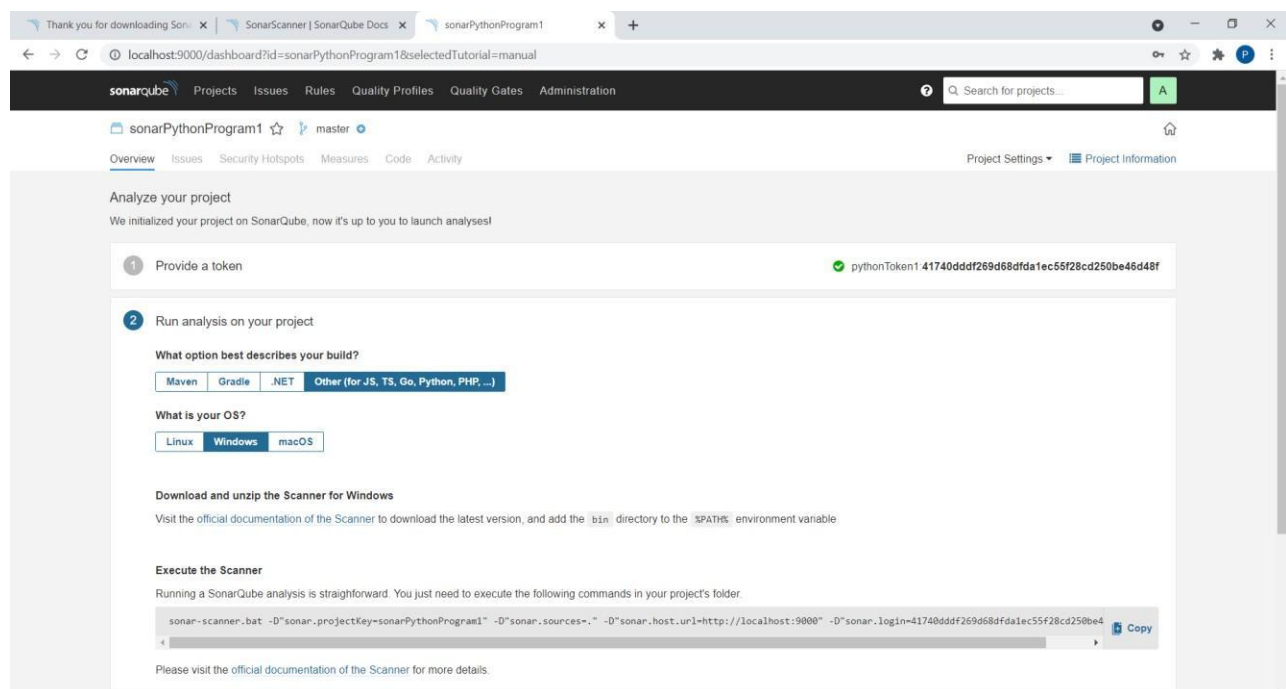 Thank you for downloading Son
SonarScanner | SonarQube Docs
sonarPythonProgram1
localhost:9000/dashboard?id=sonarPythonProgram1&selectedTutorial=manual
P
sonarqube Projects Issues Rules Quality Profiles Quality Gates Administration
Search for projects...
A
sonarPythonProgram1 master
Overview Issues Security Hotspots Measures Code Activity
Project Settings Project Information
Analyze your project
We initialized your project on SonarQube, now it's up to you to launch analyses!
1 Provide a token
pythonToken1:41740dddf269d68dfda1ec55f28cd250be46d48f
2 Run analysis on your project
What option best describes your build?
Maven Gradle .NET Other (for JS, TS, Go, Python, PHP, ...)
What is your OS?
Linux Windows macOS
Download and unzip the Scanner for Windows
Visit the official documentation of the Scanner to download the latest version, and add the bin directory to the %PATH% environment variable
Execute the Scanner
Running a SonarQube analysis is straighforward. You just need to execute the following commands in your project's folder.
sonar-scanner.bat -D"sonar.projectKey=sonarPythonProgram1" -D"sonar.sources=." -D"sonar.host.url=http://localhost:9000" -D"sonar.login=41740dddf269d68dfda1ec55f28cd250be4
Copy
Please visit the official documentation of the Scanner for more details.